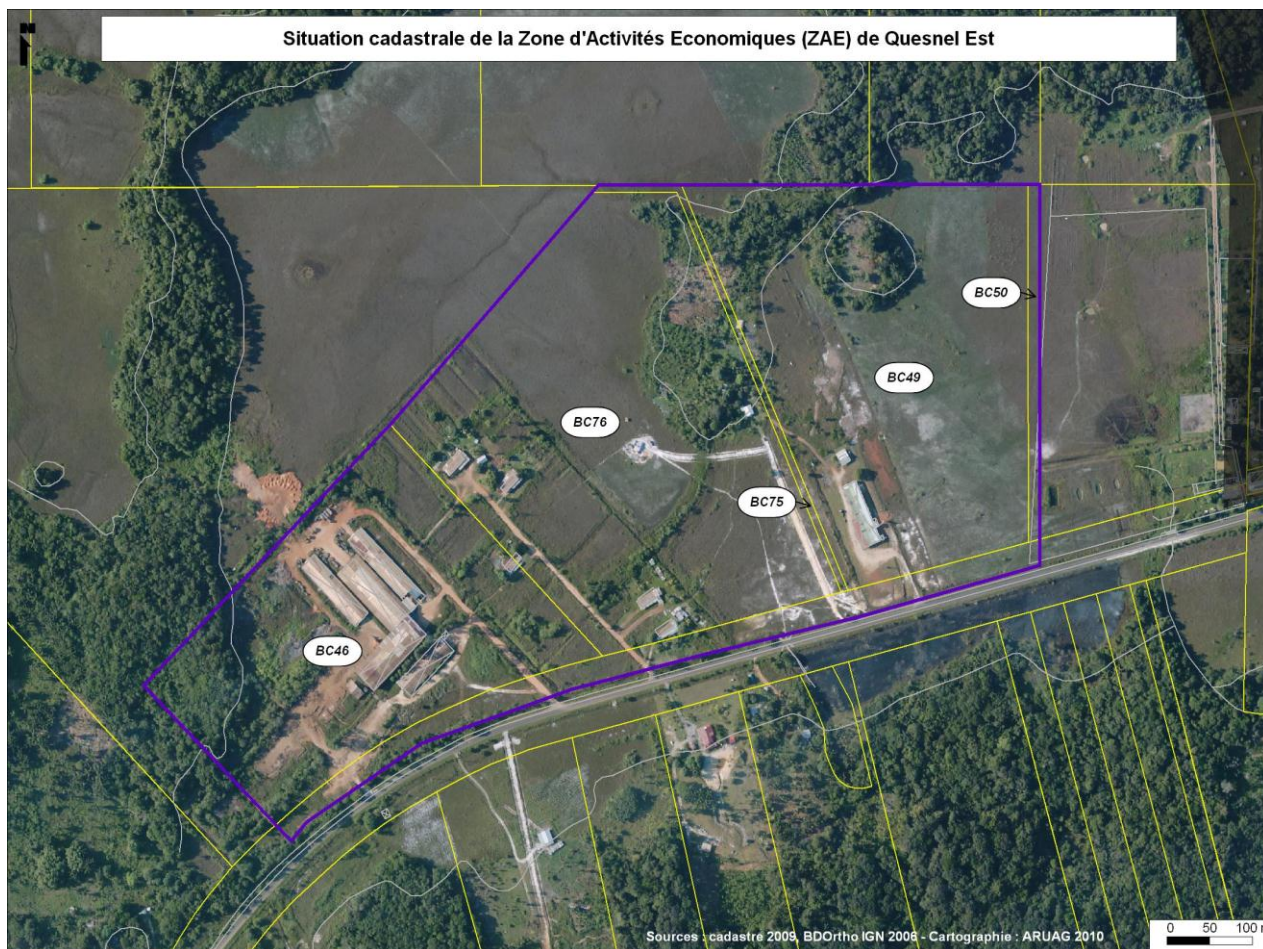 Situation cadastrale de la Zone d'Activités Economiques (ZAE) de Quesnel Est
BC50
BC49
BC76
BC75
BC46
Sources : cadastre 2009, BDOrtho IGN 2006 - Cartographie : ARUAG 2010
0 50 100 m